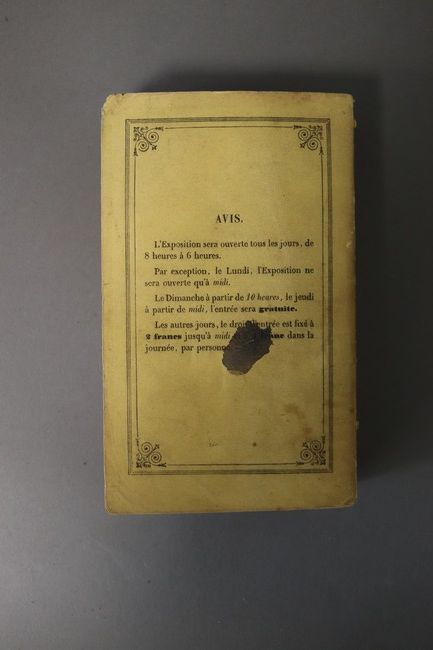 AVIS.
L'Exposition sera ouverte tous les jours, de
8 heures à 6 heures.
Par exception, le Lundi, l'Exposition ne
sera ouverte qu'à midi.
Le Dimanche à partir de 10 heures, le jeudi
à partir de midi, l'entrée sera gratuite.
Les autres jours, le droit d'entrée est fixé à
2 francs jusqu'à midi dans la
journée, par personne